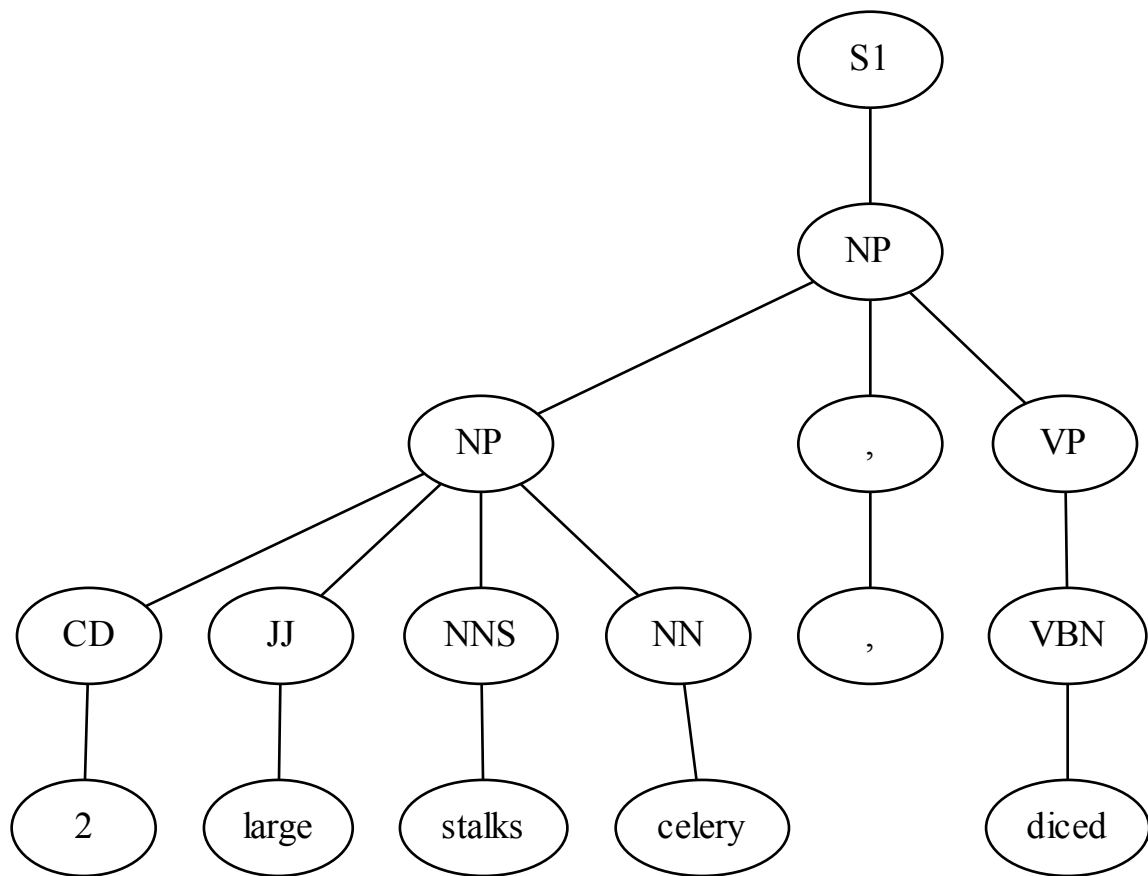 S1
NP
NP , VP
CD JJ NNS NN , VBN
2 large stalks celery diced